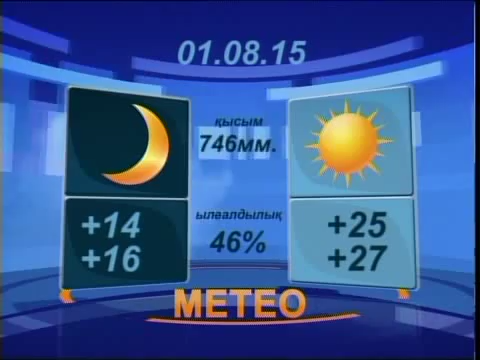 01.08.15
қысым
746мм.
+14
+16
ылғалдылық
46%
+25
+27
МЕТЕО